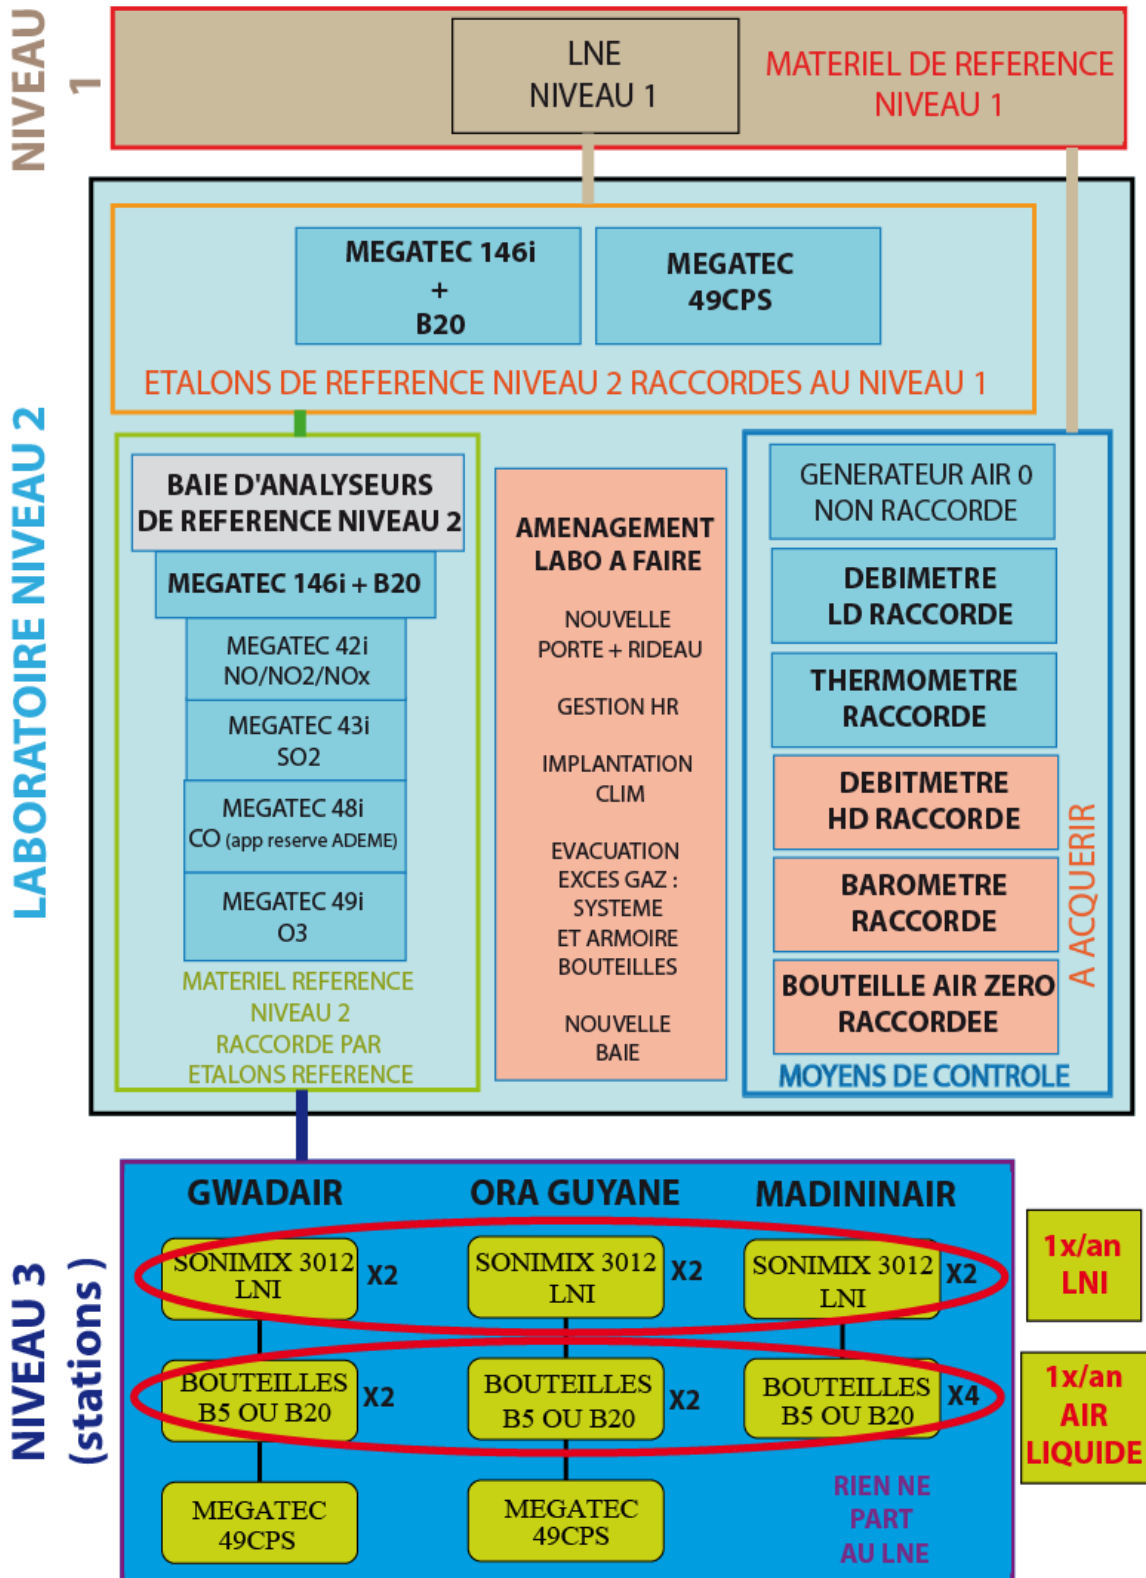 NIVEAU
1
LNE
NIVEAU 1
MATERIEL DE REFERENCE
NIVEAU 1
LABORATOIRE NIVEAU 2
MEGATEC 146i
+
B20
MEGATEC
49CPS
ETALONS DE REFERENCE NIVEAU 2 RACCORDES AU NIVEAU 1
BAIE D'ANALYSEURS
DE REFERENCE NIVEAU 2
MEGATEC 146i + B20
MEGATEC 42i
NO/NO2/NOx
MEGATEC 43i
SO2
MEGATEC 48i
CO (app reserve ADEME)
MEGATEC 49i
O3
MATERIEL REFERENCE
NIVEAU 2
RACCORDE PAR
ETALONS REFERENCE
AMENAGEMENT
LABO A FAIRE
NOUVELLE
PORTE + RIDEAU
GESTION HR
IMPLANTATION
CLIM
EVACUATION
EXCES GAZ :
SYSTEME
ET ARMOIRE
BOUTEILLES
NOUVELLE
BAIE
GENERATEUR AIR 0
NON RACCORDE
DEBIMETRE
LD RACCORDE
THERMOMETRE
RACCORDE
DEBITMETRE
HD RACCORDE
BAROMETRE
RACCORDE
BOUTEILLE AIR ZERO
RACCORDEE
A ACQUERIR
MOYENS DE CONTROLE
NIVEAU 3
(stations )
GWADAIR
ORA GUYANE
MADININAIR
SONIMIX 3012
LNI
X2
SONIMIX 3012
LNI
X2
SONIMIX 3012
LNI
X2
1x/an
LNI
BOUTEILLES
B5 OU B20
X2
BOUTEILLES
B5 OU B20
X2
BOUTEILLES
B5 OU B20
X4
1x/an
AIR
LIQUIDE
MEGATEC
49CPS
MEGATEC
49CPS
RIEN NE
PART
AU LNE